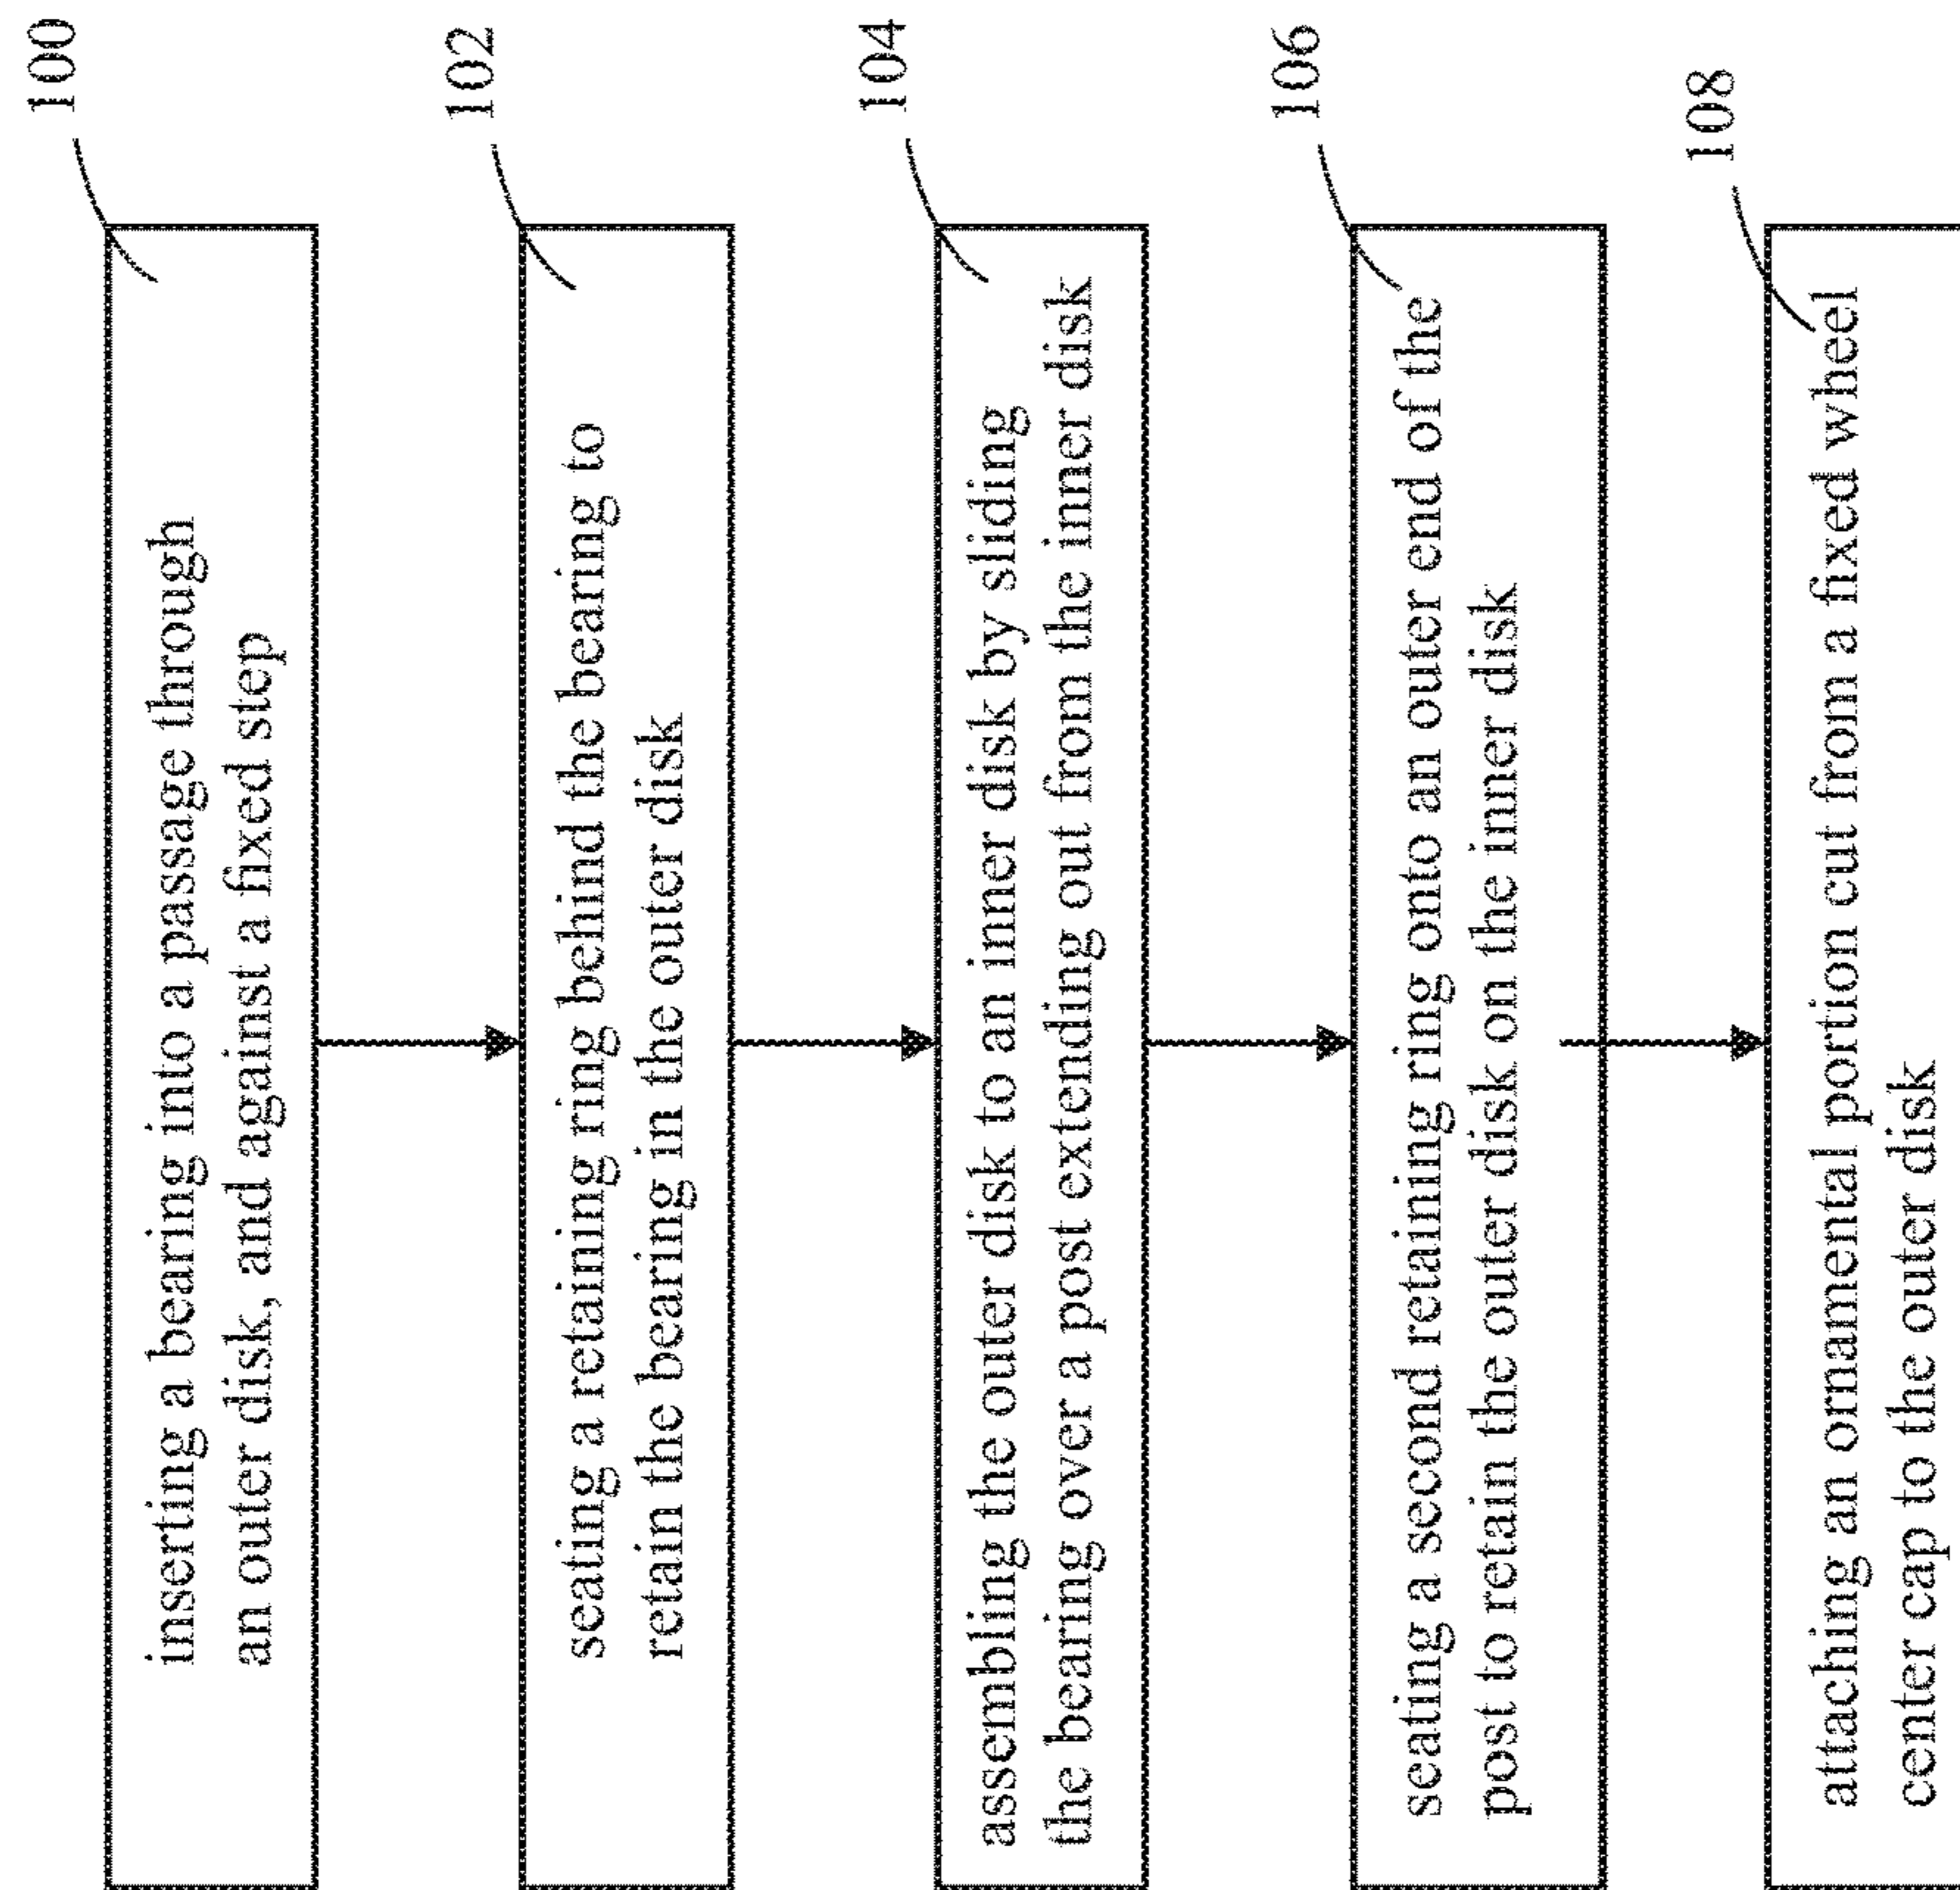 100
inserting a bearing into a passage through
an outer disk, and against a fixed step
102
seating a retaining ring behind the bearing to
retain the bearing in the outer disk
104
assembling the outer disk to an inner disk by sliding
the bearing over a post extending out from the inner disk
106
seating a second retaining ring onto an outer end of the
post to retain the outer disk on the inner disk
108
attaching an ornamental portion cut from a fixed wheel
center cap to the outer disk